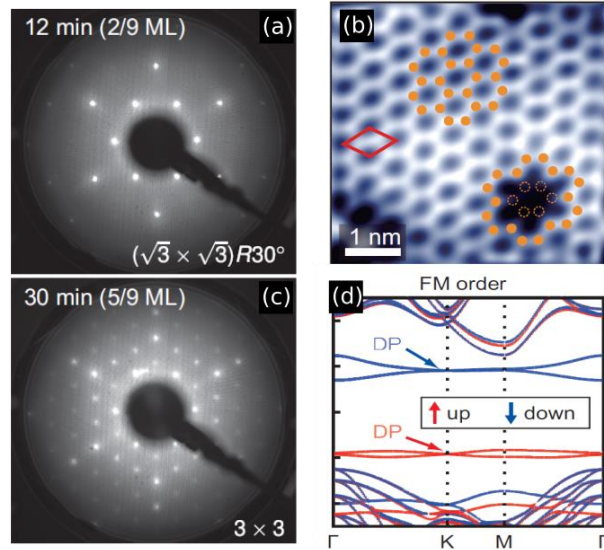 12 min (2/9 ML) (a)
(√3 × √3)R30°
(b)
1 nm
30 min (5/9 ML) (c)
3 × 3
(d) FM order
DP
up down
DP
Γ K M Γ